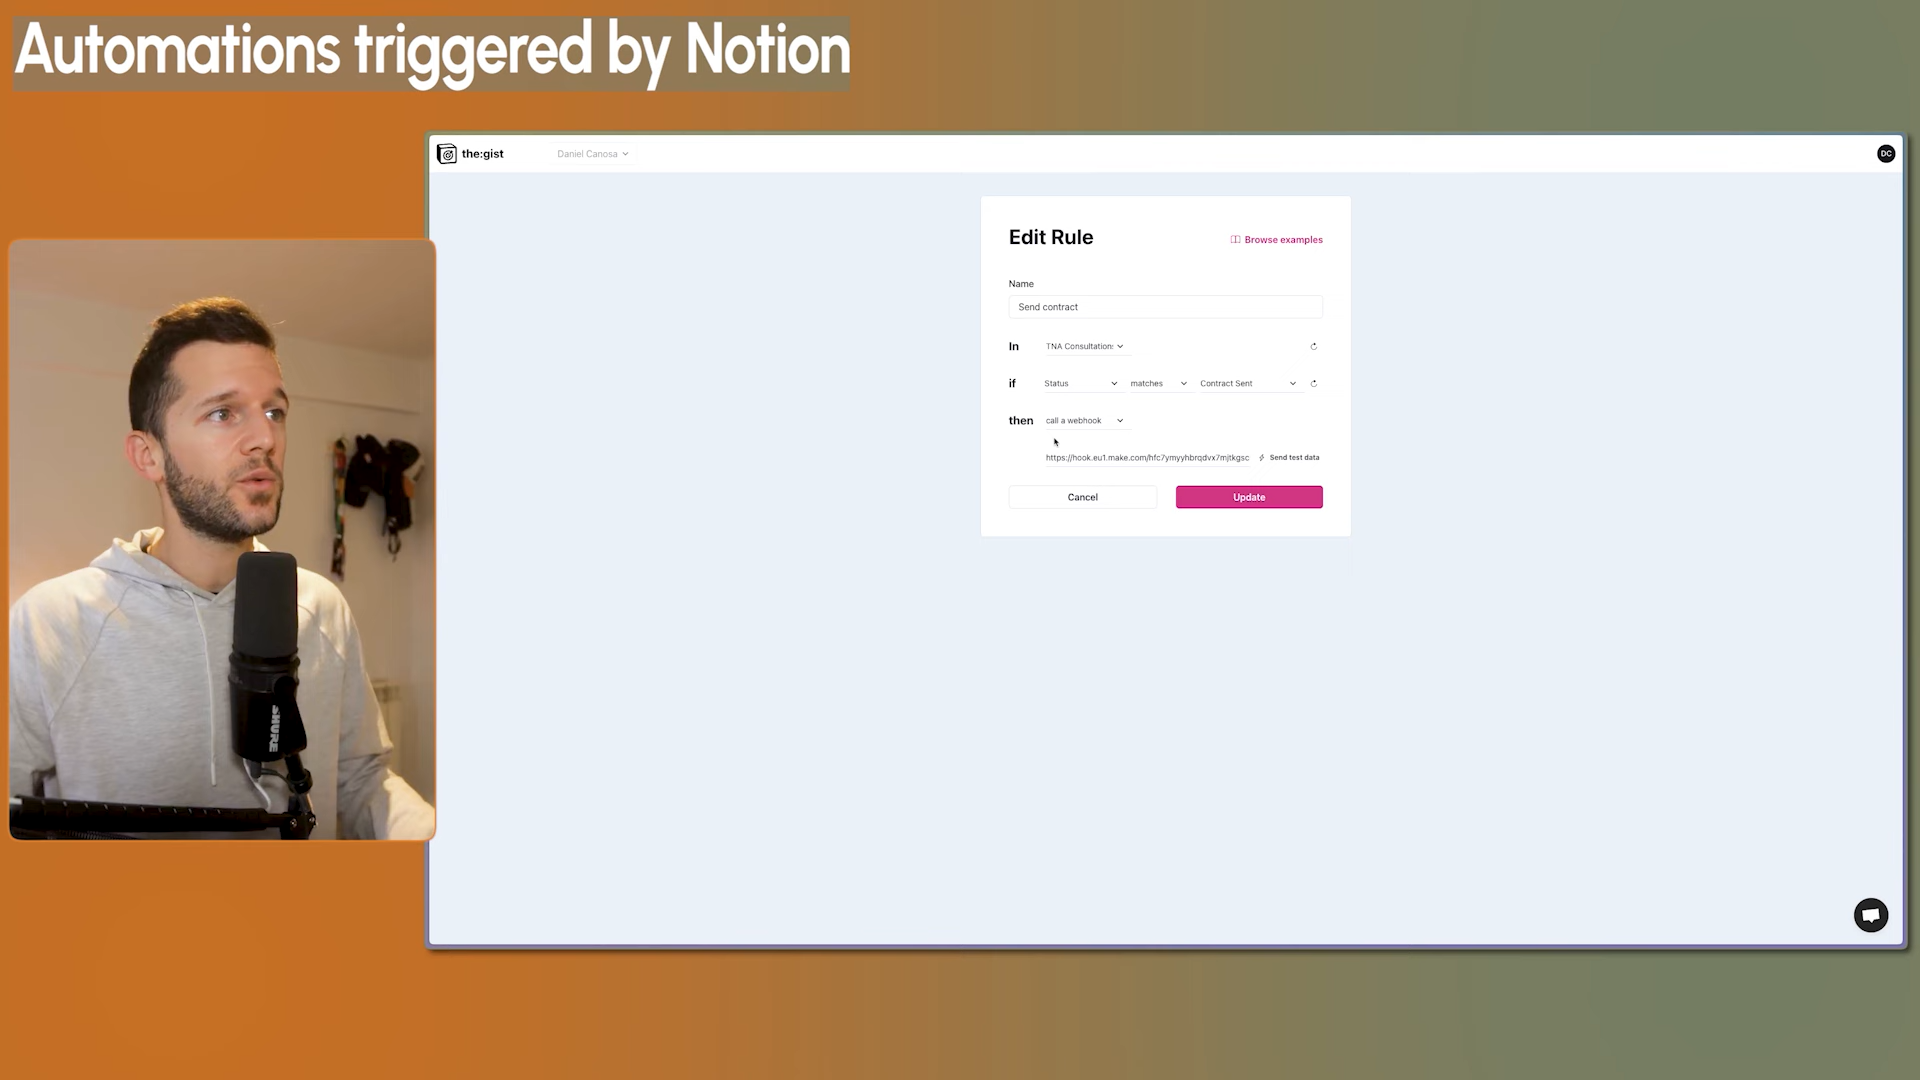 Automations triggered by Notion
the:gist
Daniel Canosa
DC
Edit Rule
Browse examples
Name
Send contract
In
TNA Consultations
if
Status
matches
Contract Sent
then
call a webhook
https://hook.eu1.make.com/hfc7ymyyhbrqdvx7mjtkgsc
Send test data
Cancel
Update
SHURE